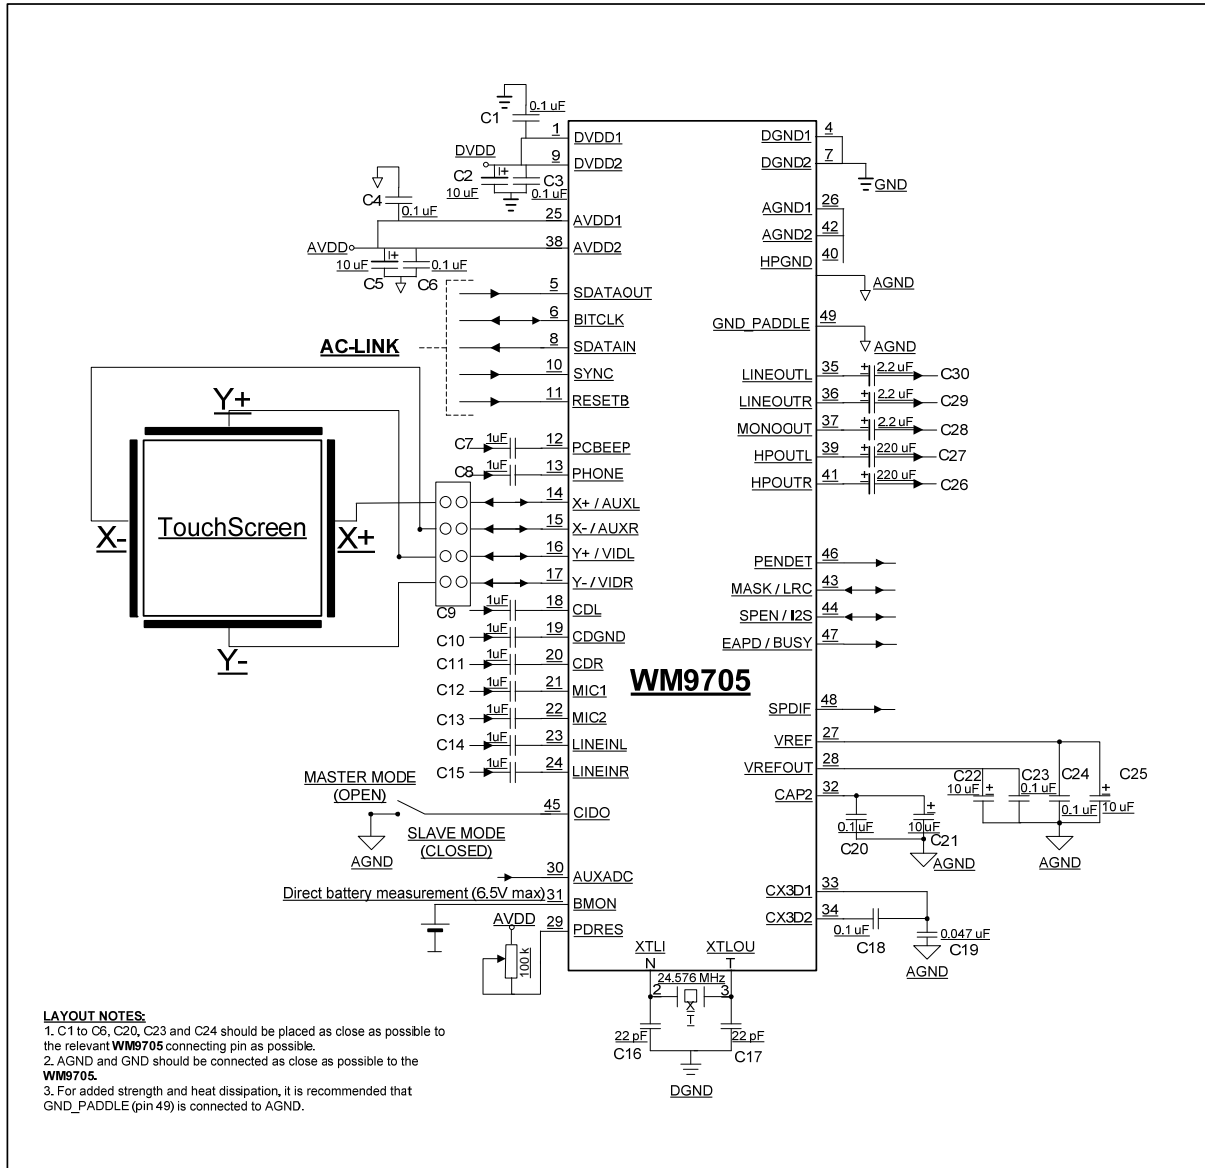 C1
0.1 uF
1
DVDD1
DVDD
9
DVDD2
C2
10 uF
C3
0.1 uF
C4
0.1 uF
25
AVDD1
AVDD
38
AVDD2
10 uF
C5
0.1 uF
C6
5
SDATAOUT
6
BITCLK
AC-LINK
8
SDATAIN
10
SYNC
11
RESETB
Y+
X-
TouchScreen
X+
Y-
C7
1uF
12
PCBEEP
C8
1uF
13
PHONE
14
X+ / AUXL
15
X- / AUXR
16
Y+ / VIDL
17
Y- / VIDR
C9
1uF
18
CDL
C10
1uF
19
CDGND
C11
1uF
20
CDR
C12
1uF
21
MIC1
C13
1uF
22
MIC2
C14
1uF
23
LINEINL
C15
1uF
24
LINEINR
MASTER MODE
(OPEN)
45
CIDO
SLAVE MODE
(CLOSED)
AGND
30
AUXADC
Direct battery measurement (6.5V max)
31
BMON
AVDD
29
PDRES
100 k
WM9705
4
DGND1
7
DGND2
GND
26
AGND1
42
AGND2
40
HPGND
AGND
49
GND_PADDLE
AGND
35
LINEOUTL
+
2.2 uF
C30
36
LINEOUTR
+
2.2 uF
C29
37
MONOOUT
+
2.2 uF
C28
39
HPOUTL
+
220 uF
C27
41
HPOUTR
+
220 uF
C26
46
PENDET
43
MASK / LRC
44
SPEN / I2S
47
EAPD / BUSY
48
SPDIF
27
VREF
28
VREFOUT
C22
10 uF
+
C23
0.1 uF
C24
0.1 uF
C25
+
10 uF
AGND
32
CAP2
0.1 uF
C20
+
10 uF
C21
AGND
33
CX3D1
34
CX3D2
0.1 uF
C18
0.047 uF
C19
AGND
XTLI
N
XTLOU
T
24.576 MHz
2
3
X
T
22 pF
C16
22 pF
C17
DGND
LAYOUT NOTES:
1. C1 to C6, C20, C23 and C24 should be placed as close as possible to
the relevant WM9705 connecting pin as possible.
2. AGND and GND should be connected as close as possible to the
WM9705.
3. For added strength and heat dissipation, it is recommended that
GND_PADDLE (pin 49) is connected to AGND.